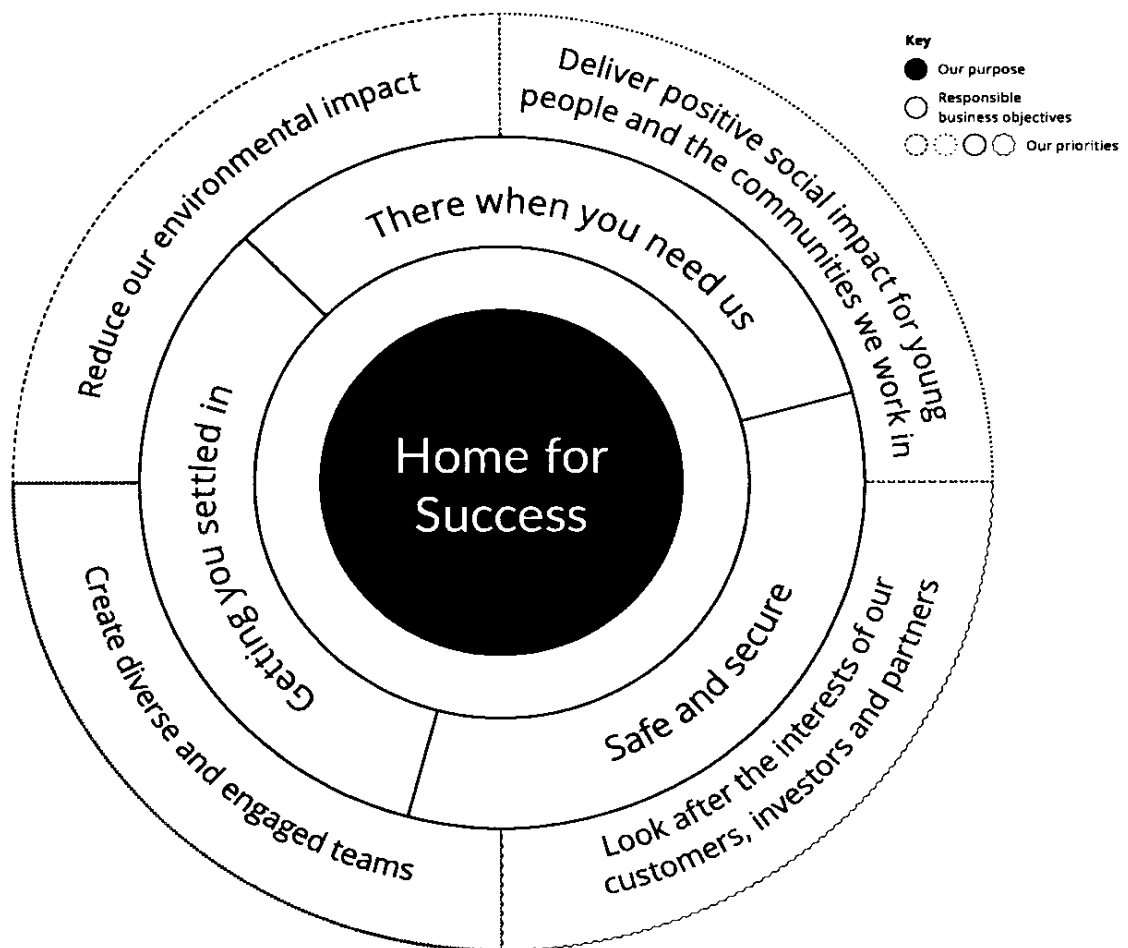 Key
Our purpose
Responsible
business objectives
Our priorities
Reduce our environmental impact
Deliver positive social impact for young
people and the communities we work in
There when you need us
Getting you settled in
Home for
Success
Safe and secure
Create diverse and engaged teams
Look after the interests of our
customers, investors and partners